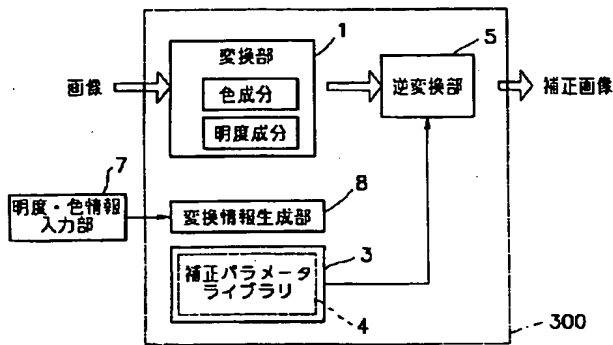 1
変換部
5
画像
色成分
明度成分
逆変換部
補正画像
7
明度・色情報
入力部
8
変換情報生成部
3
補正パラメータ
ライブラリ
4
300